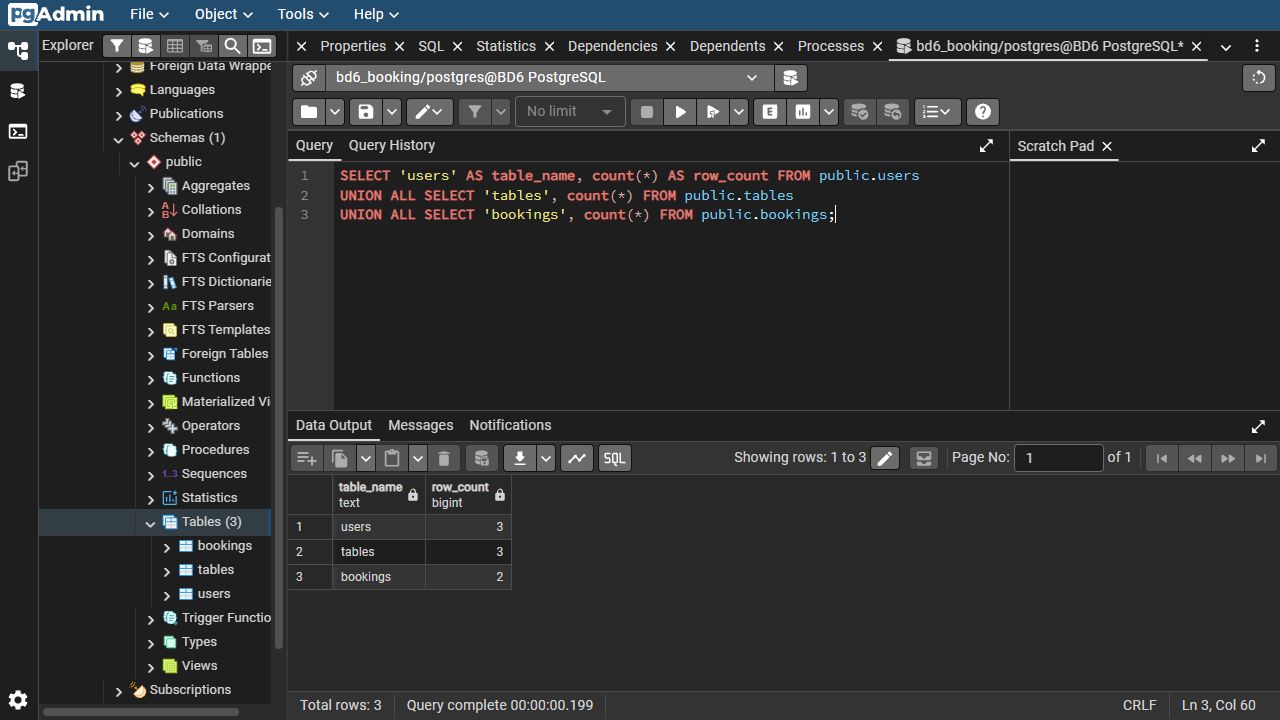 pgAdmin File Object Tools Help
Explorer
Properties SQL Statistics Dependencies Dependents Processes bd6_booking/postgres@BD6 PostgreSQL*
bd6_booking/postgres@BD6 PostgreSQL
No limit
E
Query Query History
Scratch Pad
1 SELECT 'users' AS table_name, count(*) AS row_count FROM public.users
2 UNION ALL SELECT 'tables', count(*) FROM public.tables
3 UNION ALL SELECT 'bookings', count(*) FROM public.bookings;
Foreign Data Wrappe
Languages
Publications
Schemas (1)
public
Aggregates
Collations
Domains
FTS Configurat
FTS Dictionarie
Aa FTS Parsers
FTS Templates
Foreign Tables
Functions
Materialized Vi
Operators
Procedures
1..3 Sequences
Statistics
Tables (3)
bookings
tables
users
Trigger Functio
Types
Views
Subscriptions
Data Output Messages Notifications
SQL
Showing rows: 1 to 3
Page No: 1 of 1
table_name text row_count bigint
1 users 3
2 tables 3
3 bookings 2
Total rows: 3 Query complete 00:00:00.199 CRLF Ln 3, Col 60